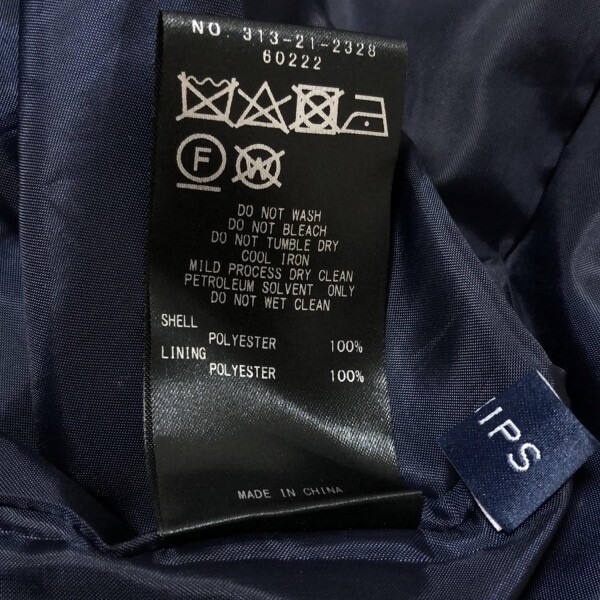 NO. 313-21-2328
60222
F
W
DO NOT WASH
DO NOT BLEACH
DO NOT TUMBLE DRY
COOL IRON
MILD PROCESS DRY CLEAN
PETROLEUM SOLVENT ONLY
DO NOT WET CLEAN
SHELL
POLYESTER 100%
LINING
POLYESTER 100%
IPS
MADE IN CHINA